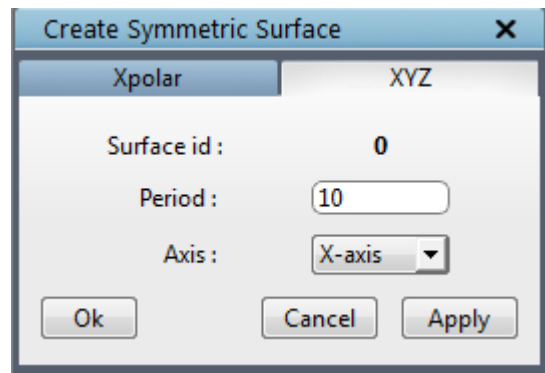 Create Symmetric Surface
Xpolar XYZ
Surface id : 0
Period : 10
Axis : X-axis
Ok Cancel Apply